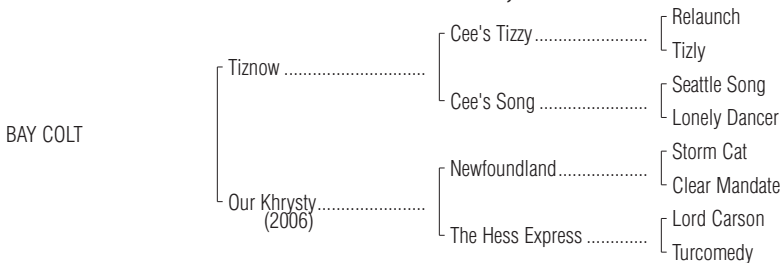 Relaunch
Cee's Tizzy
Tizly
Tiznow
Seattle Song
Cee's Song
Lonely Dancer
BAY COLT
Storm Cat
Newfoundland
Clear Mandate
Our Khrysty
(2006)
Lord Carson
The Hess Express
Turcomedy